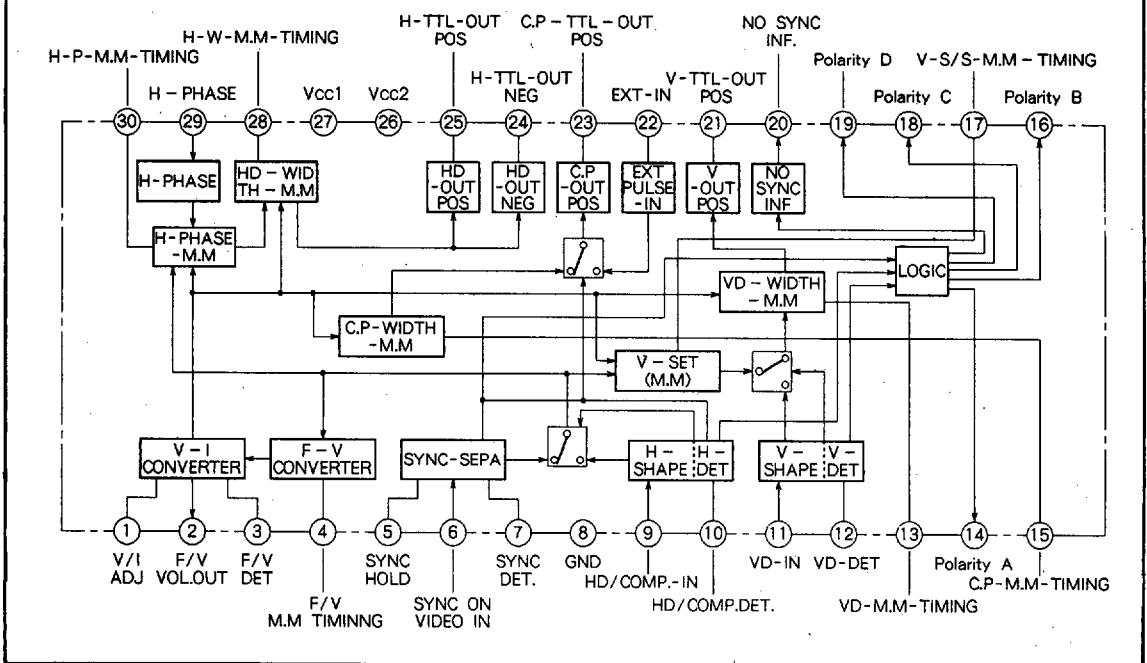 H-TTL-OUT POS
C.P-TTL-OUT POS
NO SYNC INF.
H-W-M.M-TIMING
H-P-M.M-TIMING
H-TTL-OUT NEG
V-TTL-OUT POS
Polarity D
V-S/S-M.M-TIMING
H-PHASE
Vcc1
Vcc2
EXT-IN
Polarity C
Polarity B
30
29
28
27
26
25
24
23
22
21
20
19
18
17
16
H-PHASE
HD-WID
TH-M.M
HD
-OUT
POS
HD
-OUT
NEG
C.P
-OUT
POS
EXT
PULSE
-IN
V
-OUT
POS
NO
SYNC
INF
H-PHASE
-M.M
LOGIC
VD-WIDTH
-M.M
C.P-WIDTH
-M.M
V-SET
(M.M)
V-I
CONVERTER
F-V
CONVERTER
SYNC-SEPA
H-
SHAPE
H-
DET
V-
SHAPE
V-
DET
1
2
3
4
5
6
7
8
9
10
11
12
13
14
15
V/I
ADJ
F/V
VOL.OUT
F/V
DET
SYNC
HOLD
SYNC
DET.
GND
VD-IN
VD-DET
Polarity A
HD/COMP.-IN
C.P-M.M-TIMING
F/V
M.M TIMINNG
SYNC ON
VIDEO IN
HD/COMP.DET.
VD-M.M-TIMING